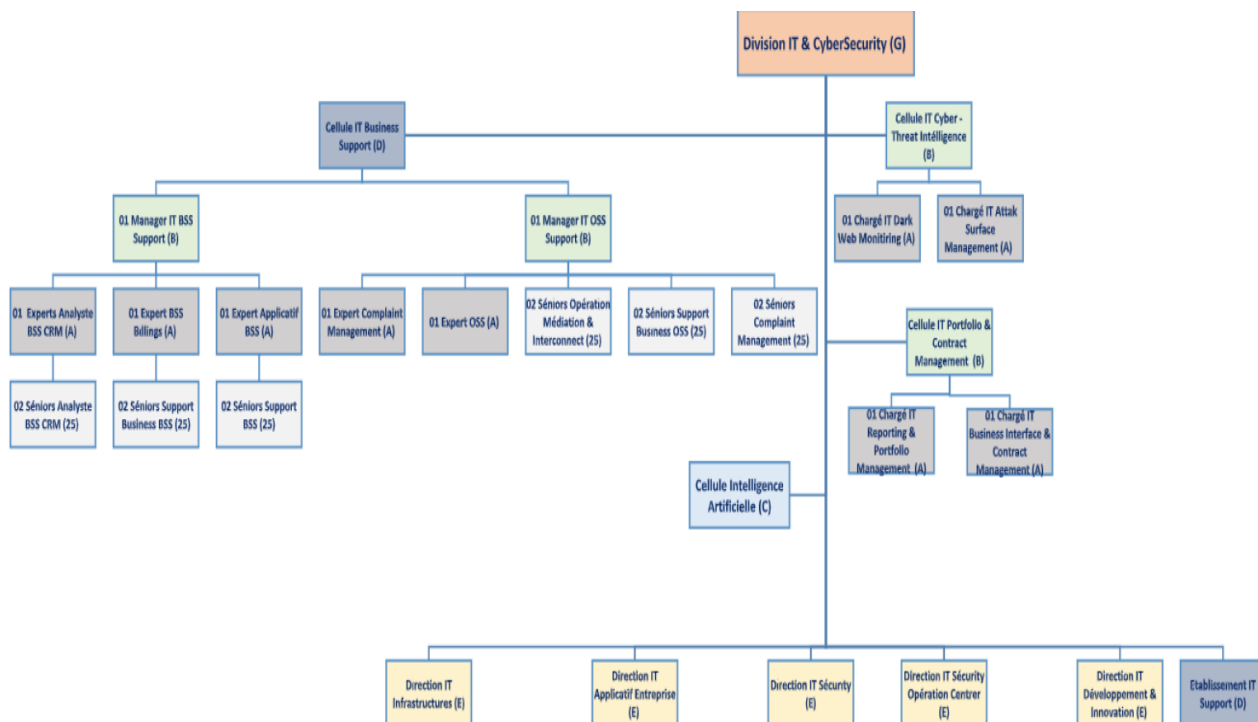 Division IT & CyberSecurity (G)
Cellule IT Business
Support (D)
Cellule IT Cyber -
Threat Intélligence
(B)
01 Manager IT BSS
Support (B)
01 Manager IT OSS
Support (B)
01 Chargé IT Dark
Web Monitiring (A)
01 Chargé IT Attak
Surface
Management (A)
01 Experts Analyste
BSS CRM (A)
01 Expert BSS
Billings (A)
01 Expert Applicatif
BSS (A)
01 Expert Complaint
Management (A)
01 Expert OSS (A)
02 Séniors Opération
Médiation &
Interconnect (25)
02 Séniors Support
Business OSS (25)
02 Séniors
Complaint
Management (25)
Cellule IT Portfolio &
Contract
Management (B)
02 Séniors Analyste
BSS CRM (25)
02 Séniors Support
Business BSS (25)
02 Séniors Support
BSS (25)
01 Chargé IT
Reporting &
Portfolio
Management (A)
01 Chargé IT
Business Interface &
Contract
Management (A)
Cellule Intelligence
Artificielle (C)
Direction IT
Infrastructures (E)
Direction IT
Applicatif Entreprise
(E)
Direction IT Sécurity
(E)
Direction IT Sécurity
Opération Centrer
(E)
Direction IT
Développement &
Innovation (E)
Etablissement IT
Support (D)